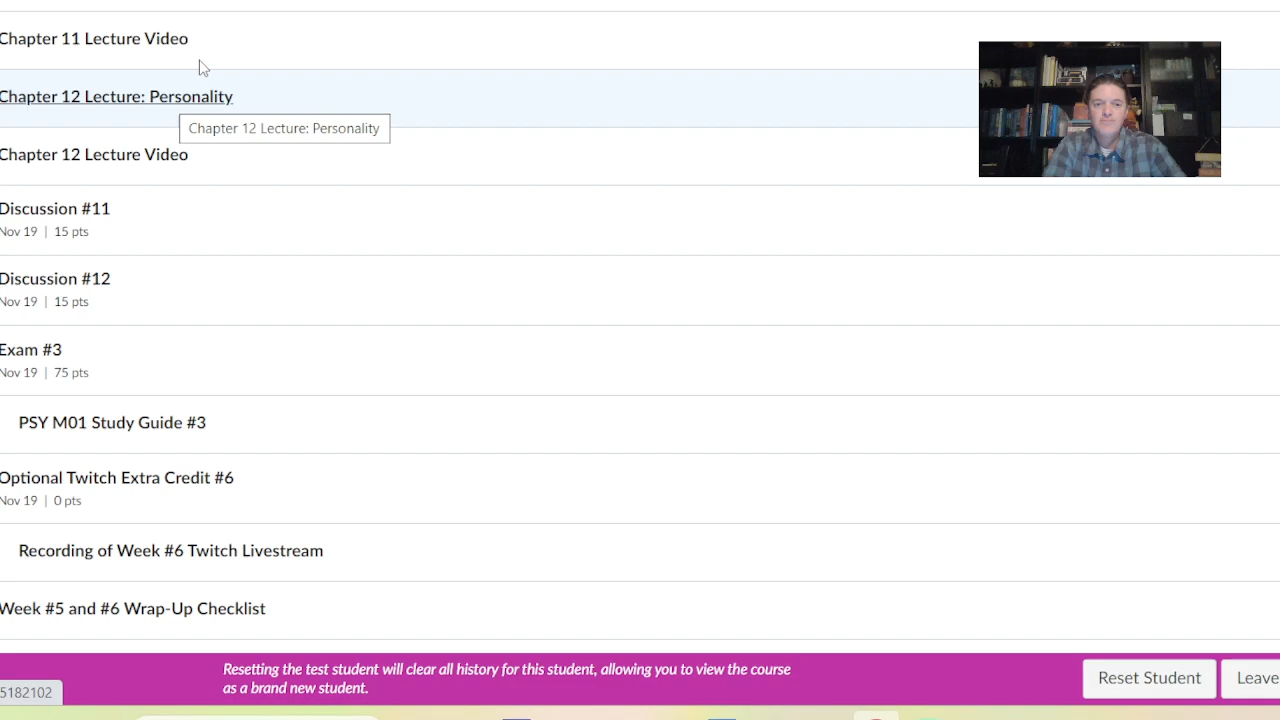 Chapter 11 Lecture Video
Chapter 12 Lecture: Personality
Chapter 12 Lecture: Personality
Chapter 12 Lecture Video
Discussion #11
Nov 19 | 15 pts
Discussion #12
Nov 19 | 15 pts
Exam #3
Nov 19 | 75 pts
PSY M01 Study Guide #3
Optional Twitch Extra Credit #6
Nov 19 | 0 pts
Recording of Week #6 Twitch Livestream
Week #5 and #6 Wrap-Up Checklist
Resetting the test student will clear all history for this student, allowing you to view the course
as a brand new student.
Reset Student
Leave
5182102